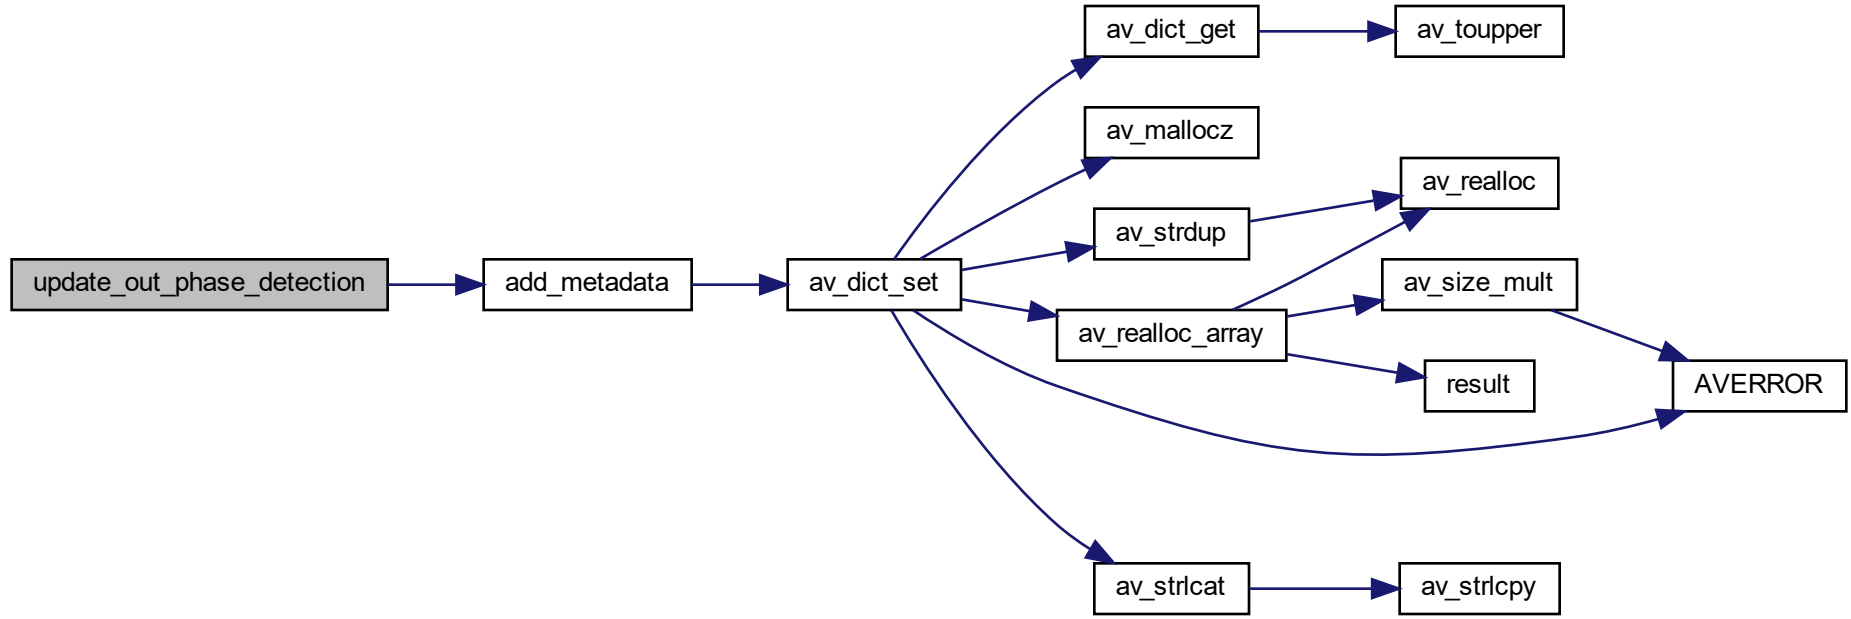 av_dict_get
av_toupper
av_mallocz
av_realloc
av_strdup
update_out_phase_detection
add_metadata
av_dict_set
av_size_mult
av_realloc_array
result
AVERROR
av_strlcat
av_strlcpy